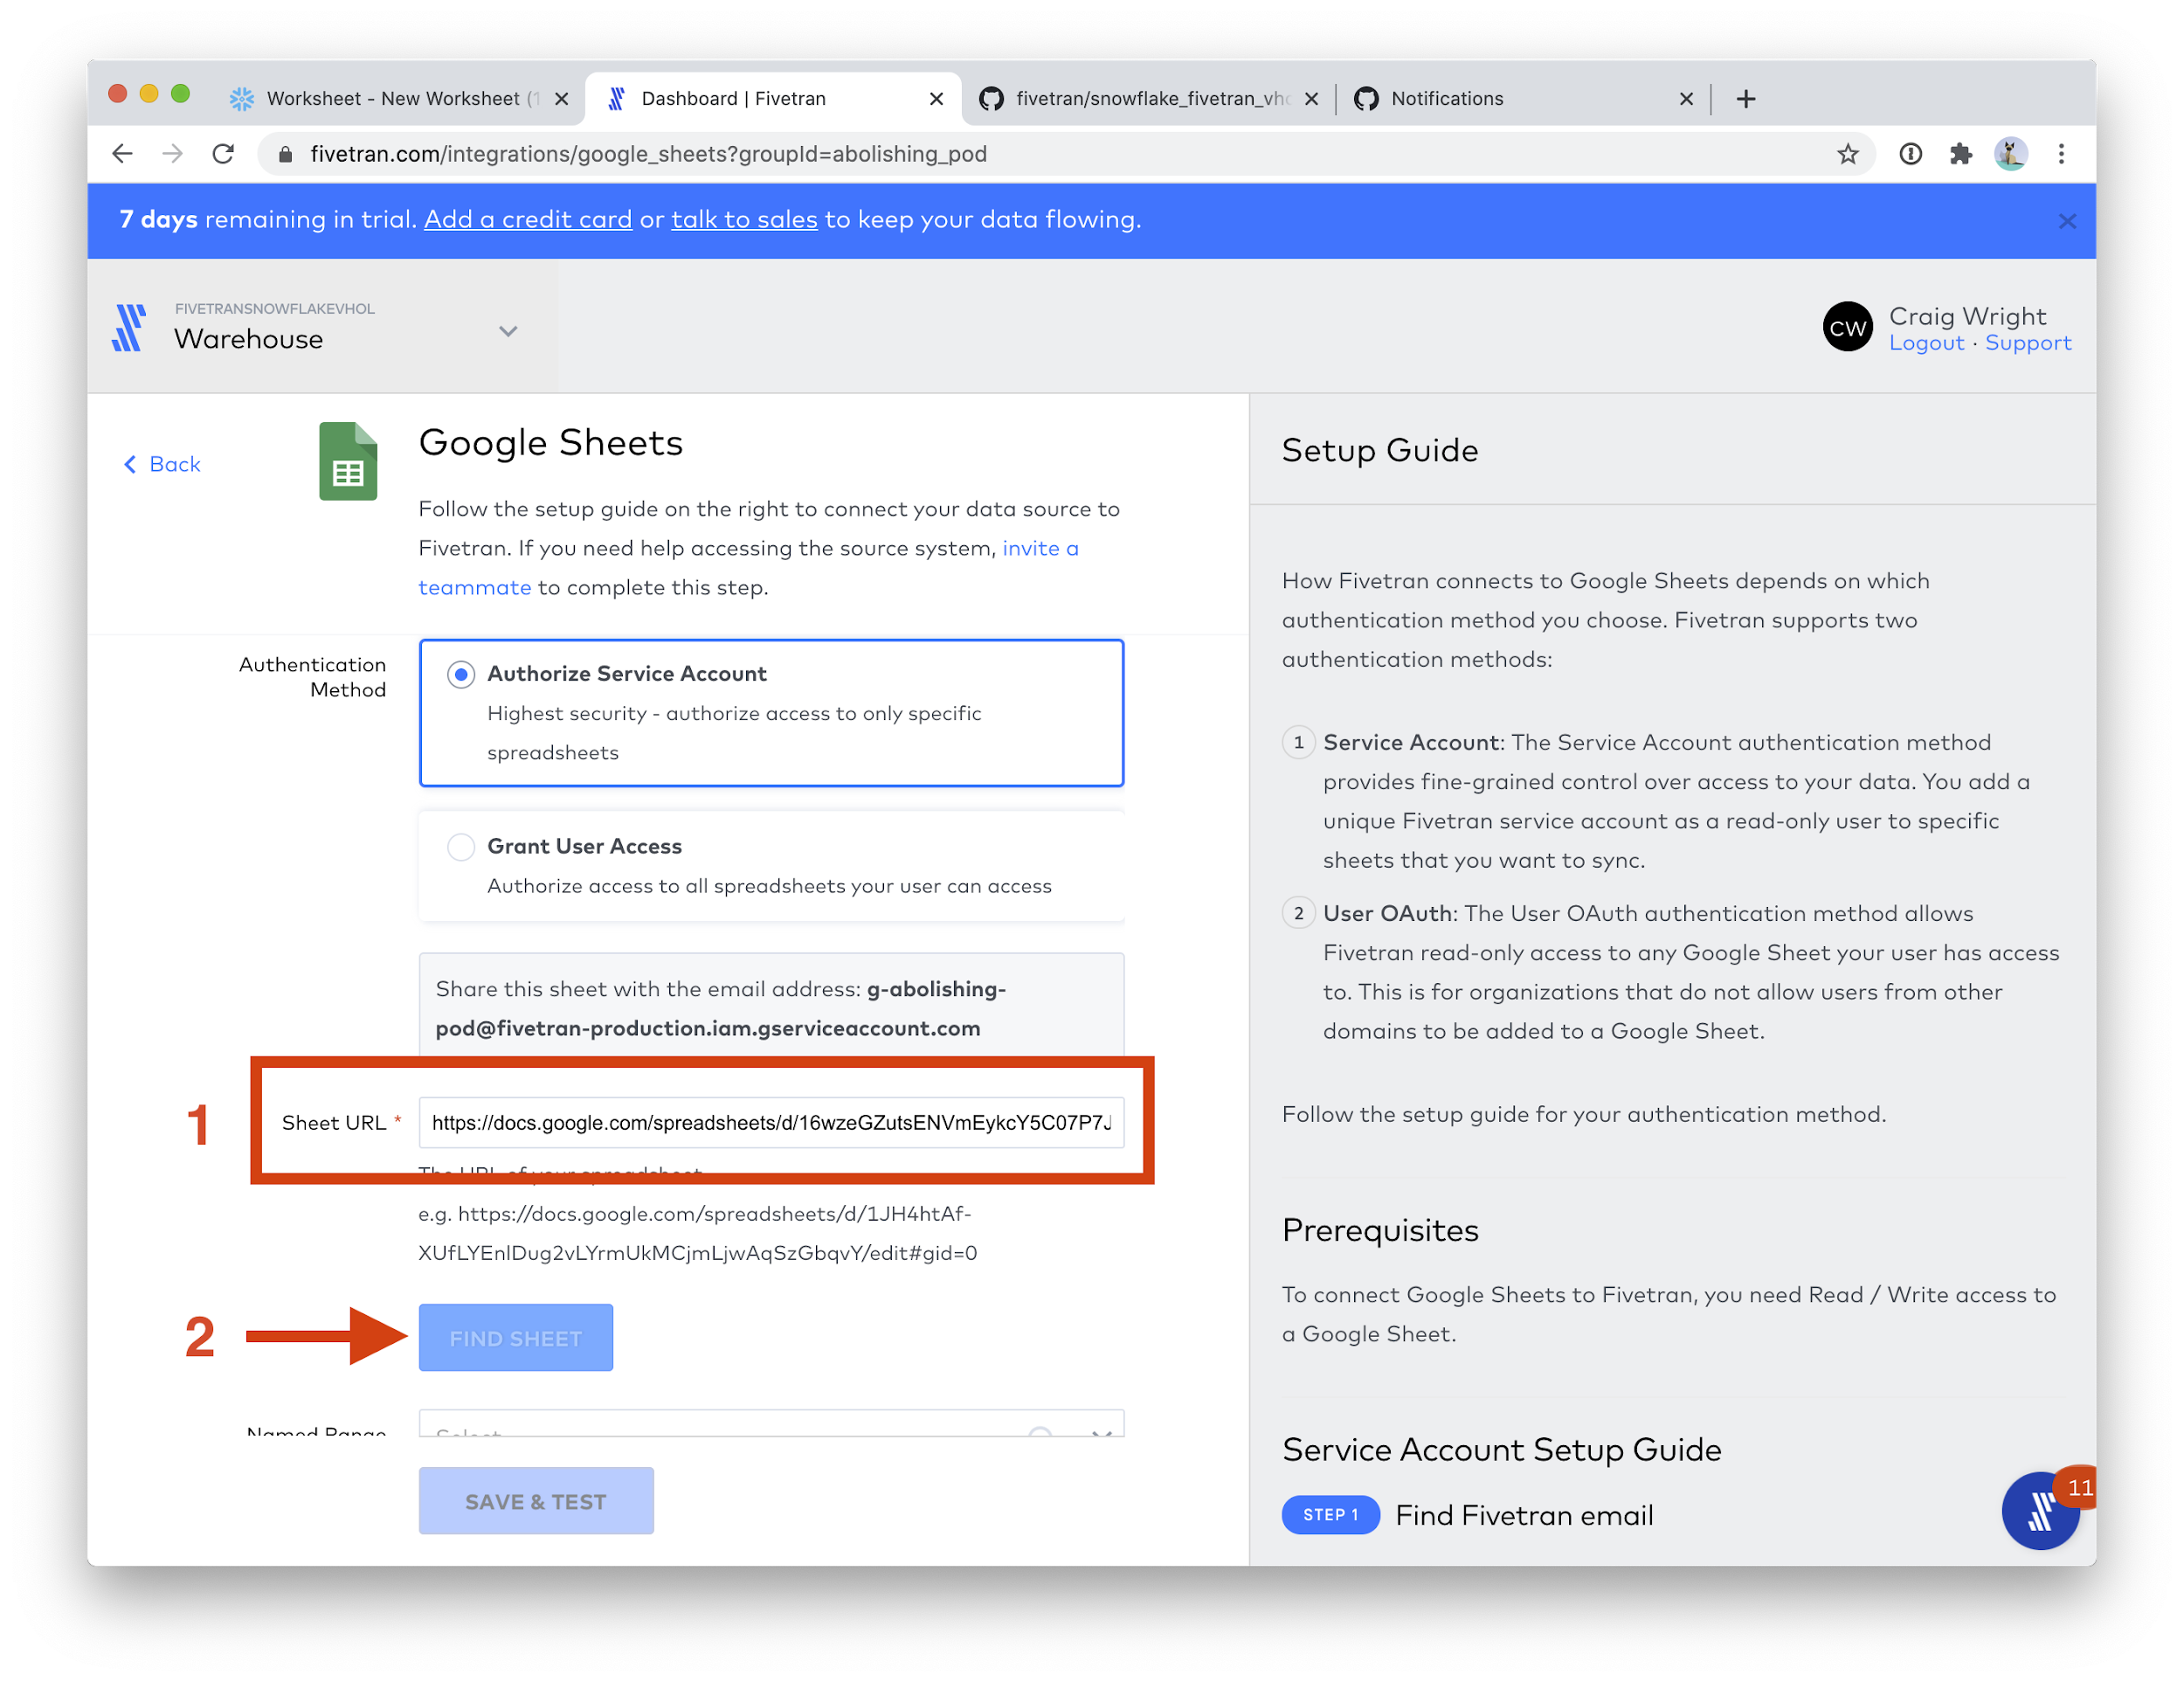 Worksheet - New Worksheet (1
Dashboard | Fivetran
fivetran/snowflake_fivetran_vho
Notifications
fivetran.com/integrations/google_sheets?groupId=abolishing_pod
7 days remaining in trial. Add a credit card or talk to sales to keep your data flowing.
FIVETRANSNOWFLAKEVHOL
Warehouse
CW
Craig Wright
Logout · Support
Back
Google Sheets
Follow the setup guide on the right to connect your data source to
Fivetran. If you need help accessing the source system, invite a
teammate to complete this step.
Authentication
Method
Authorize Service Account
Highest security - authorize access to only specific
spreadsheets
Grant User Access
Authorize access to all spreadsheets your user can access
Share this sheet with the email address: g-abolishing-
pod@fivetran-production.iam.gserviceaccount.com
1
Sheet URL *
https://docs.google.com/spreadsheets/d/16wzeGZutsENVmEykcY5C07P7J
The URL of your spreadsheet
e.g. https://docs.google.com/spreadsheets/d/1JH4htAf-
XUfLYEnlDug2vLYrmUkMCjmLjwAqSzGbqvY/edit#gid=0
2
FIND SHEET
Named Range
Select
SAVE & TEST
Setup Guide
How Fivetran connects to Google Sheets depends on which
authentication method you choose. Fivetran supports two
authentication methods:
1 Service Account: The Service Account authentication method
provides fine-grained control over access to your data. You add a
unique Fivetran service account as a read-only user to specific
sheets that you want to sync.
2 User OAuth: The User OAuth authentication method allows
Fivetran read-only access to any Google Sheet your user has access
to. This is for organizations that do not allow users from other
domains to be added to a Google Sheet.
Follow the setup guide for your authentication method.
Prerequisites
To connect Google Sheets to Fivetran, you need Read / Write access to
a Google Sheet.
Service Account Setup Guide
STEP 1 Find Fivetran email
11